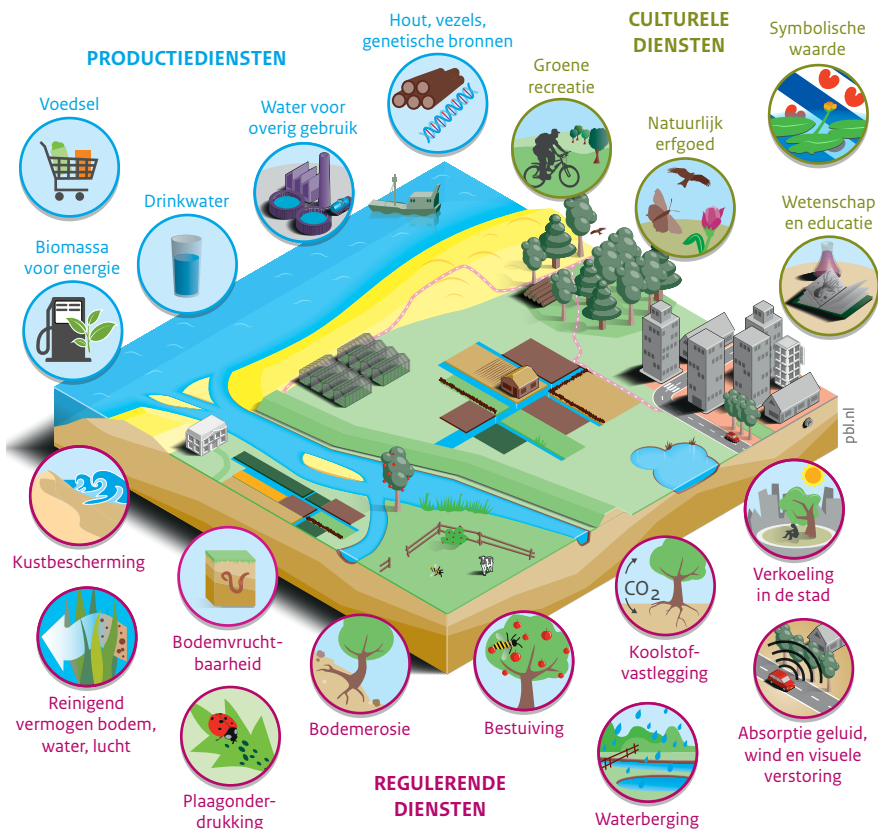 PRODUCTIEDIENSTEN
Voedsel
Biomassa
voor energie
Drinkwater
Water voor
overig gebruik
Hout, vezels,
genetische bronnen
CULTURELE
DIENSTEN
Groene
recreatie
Natuurlijk
erfgoed
Symbolische
waarde
Wetenschap
en educatie
pbl.nl
Kustbescherming
Reinigend
vermogen bodem,
water, lucht
Bodemvrucht-
baarheid
Plaagonder-
drukking
Bodemerosie
REGULERENDE
DIENSTEN
Bestuiving
CO2
Koolstof-
vastlegging
Waterberging
Verkoeling
in de stad
Absorptie geluid,
wind en visuele
verstoring